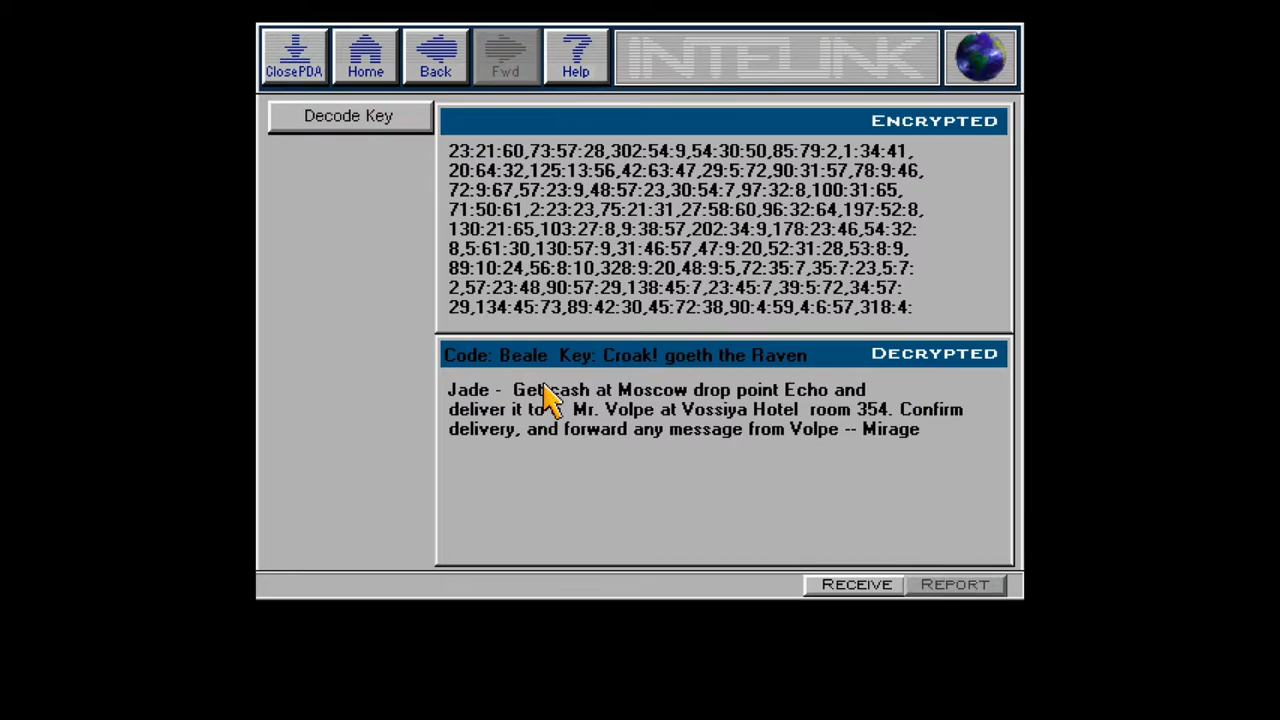 ClosePDA Home Back Fwd Help INTELINK
Decode Key
ENCRYPTED
23:21:60,73:57:28,302:54:9,54:30:50,85:79:2,1:34:41,
20:64:32,125:13:56,42:63:47,29:5:72,90:31:57,78:9:46,
72:9:67,57:23:9,48:57:23,30:54:7,97:32:8,100:31:65,
71:50:61,2:23:23,75:21:31,27:58:60,96:32:64,197:52:8,
130:21:65,103:27:8,9:38:57,202:34:9,178:23:46,54:32:
8,5:61:30,130:57:9,31:46:57,47:9:20,52:31:28,53:8:9,
89:10:24,56:8:10,328:9:20,48:9:5,72:35:7,35:7:23,5:7:
2,57:23:48,90:57:29,138:45:7,23:45:7,39:5:72,34:57:
29,134:45:73,89:42:30,45:72:38,90:4:59,4:6:57,318:4:
Code: Beale Key: Croak! goeth the Raven DECRYPTED
Jade - Get cash at Moscow drop point Echo and
deliver it to Mr. Volpe at Vossiya Hotel room 354. Confirm
delivery, and forward any message from Volpe -- Mirage
RECEIVE REPORT